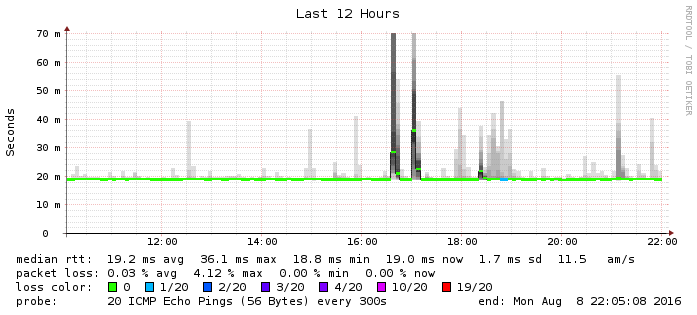 Last 12 Hours
RRDTOOL / TOBI OETIKER
Seconds
70 m
60 m
50 m
40 m
30 m
20 m
10 m
0
12:00 14:00 16:00 18:00 20:00 22:00
median rtt: 19.2 ms avg 36.1 ms max 18.8 ms min 19.0 ms now 1.7 ms sd 11.5 am/s
packet loss: 0.03 % avg 4.12 % max 0.00 % min 0.00 % now
loss color: 0 1/20 2/20 3/20 4/20 10/20 19/20
probe: 20 ICMP Echo Pings (56 Bytes) every 300s end: Mon Aug 8 22:05:08 2016